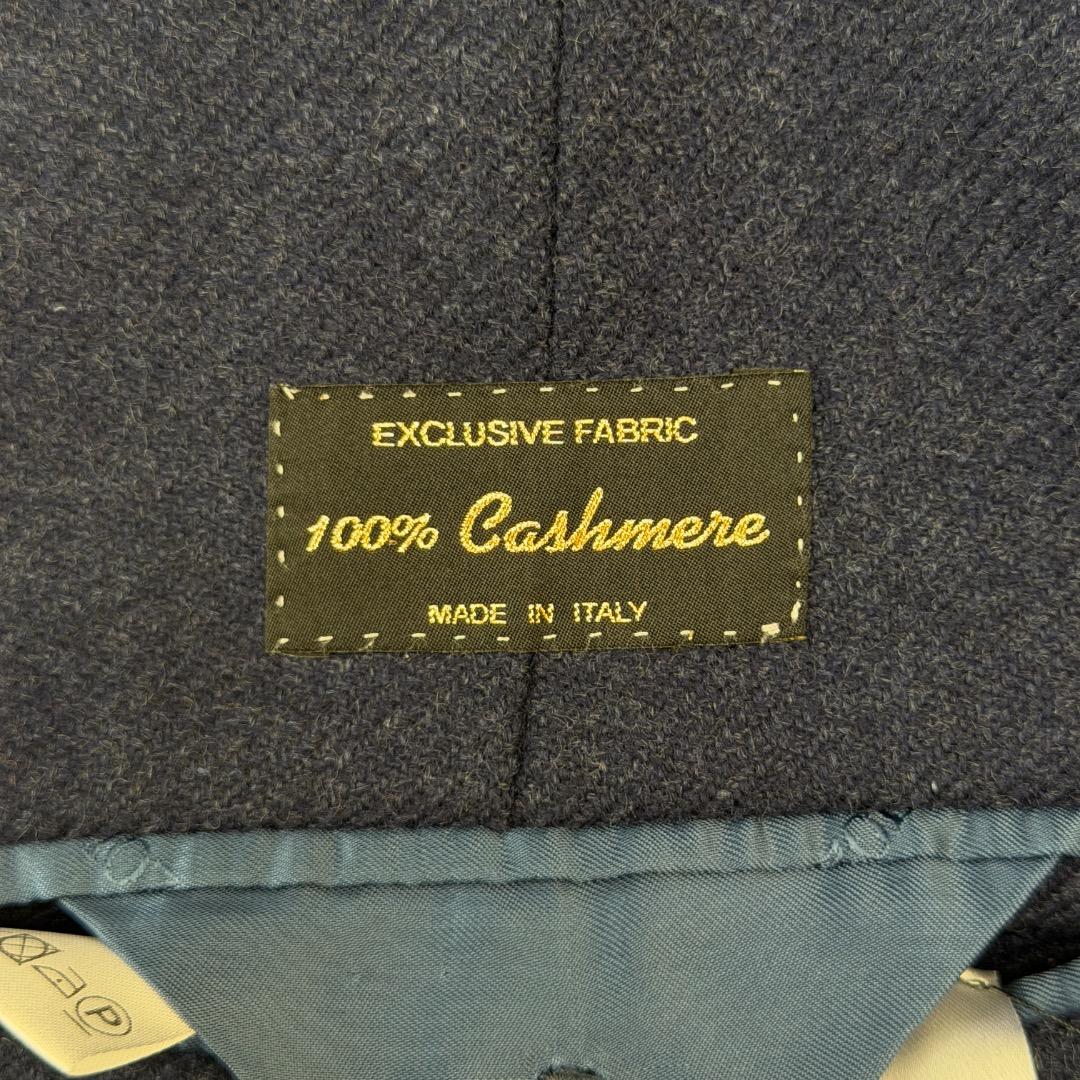 EXCLUSIVE FABRIC
100% Cashmere
MADE IN ITALY
P